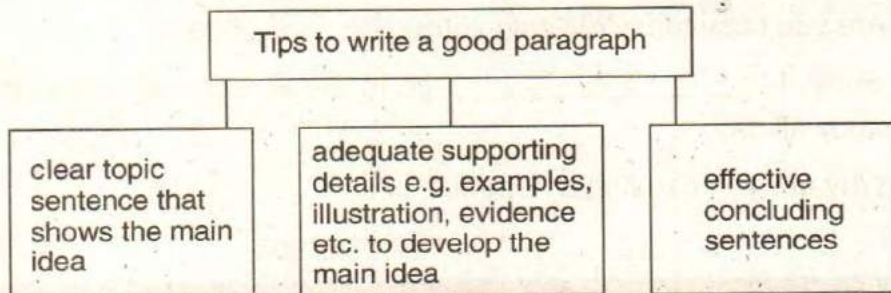 Tips to write a good paragraph
clear topic
sentence that
shows the main
idea
adequate supporting
details e.g. examples,
illustration, evidence
etc. to develop the
main idea
effective
concluding
sentences